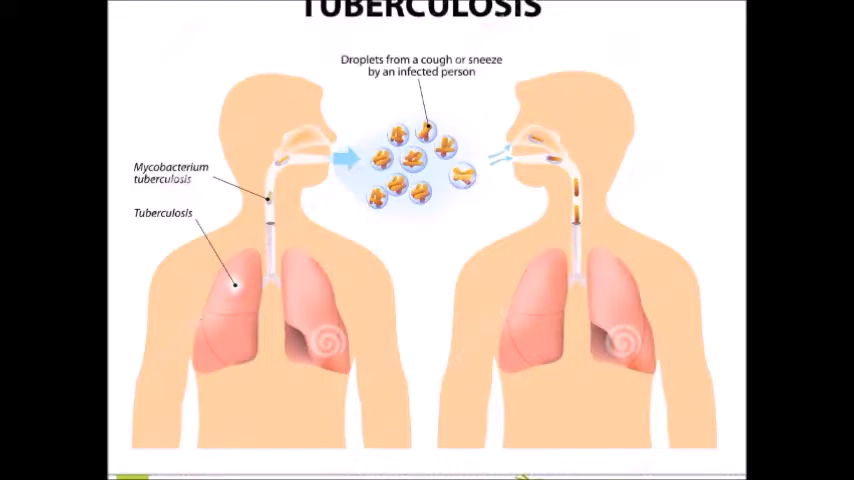 TUBERCULOSIS
Droplets from a cough or sneeze
by an infected person
Mycobacterium
tuberculosis
Tuberculosis